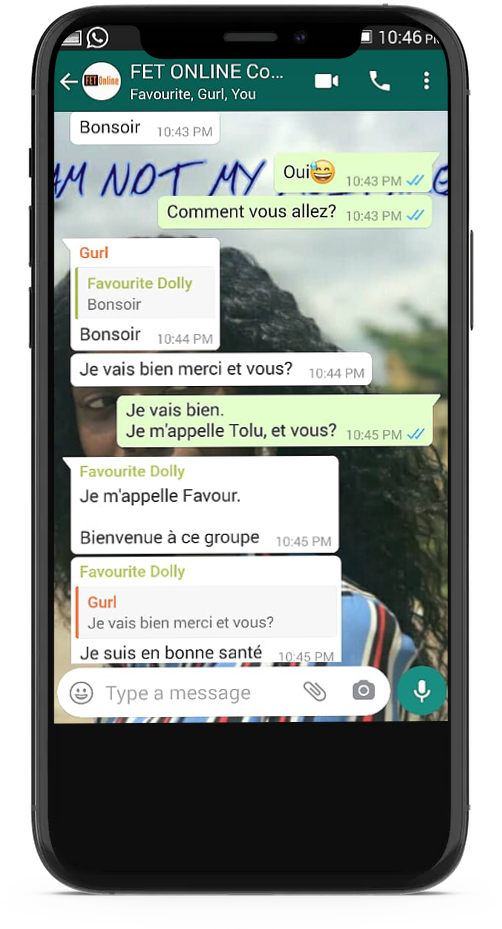 10:46 PM
FET ONLINE Co...
FET Online
Favourite, Gurl, You
Bonsoir 10:43 PM
AM NOT MY
Oui😅 10:43 PM
Comment vous allez? 10:43 PM
Gurl
Favourite Dolly
Bonsoir
Bonsoir 10:44 PM
Je vais bien merci et vous? 10:44 PM
Je vais bien.
Je m'appelle Tolu, et vous? 10:45 PM
Favourite Dolly
Je m'appelle Favour.
Bienvenue à ce groupe 10:45 PM
Favourite Dolly
Gurl
Je vais bien merci et vous?
Je suis en bonne santé 10:45 PM
Type a message